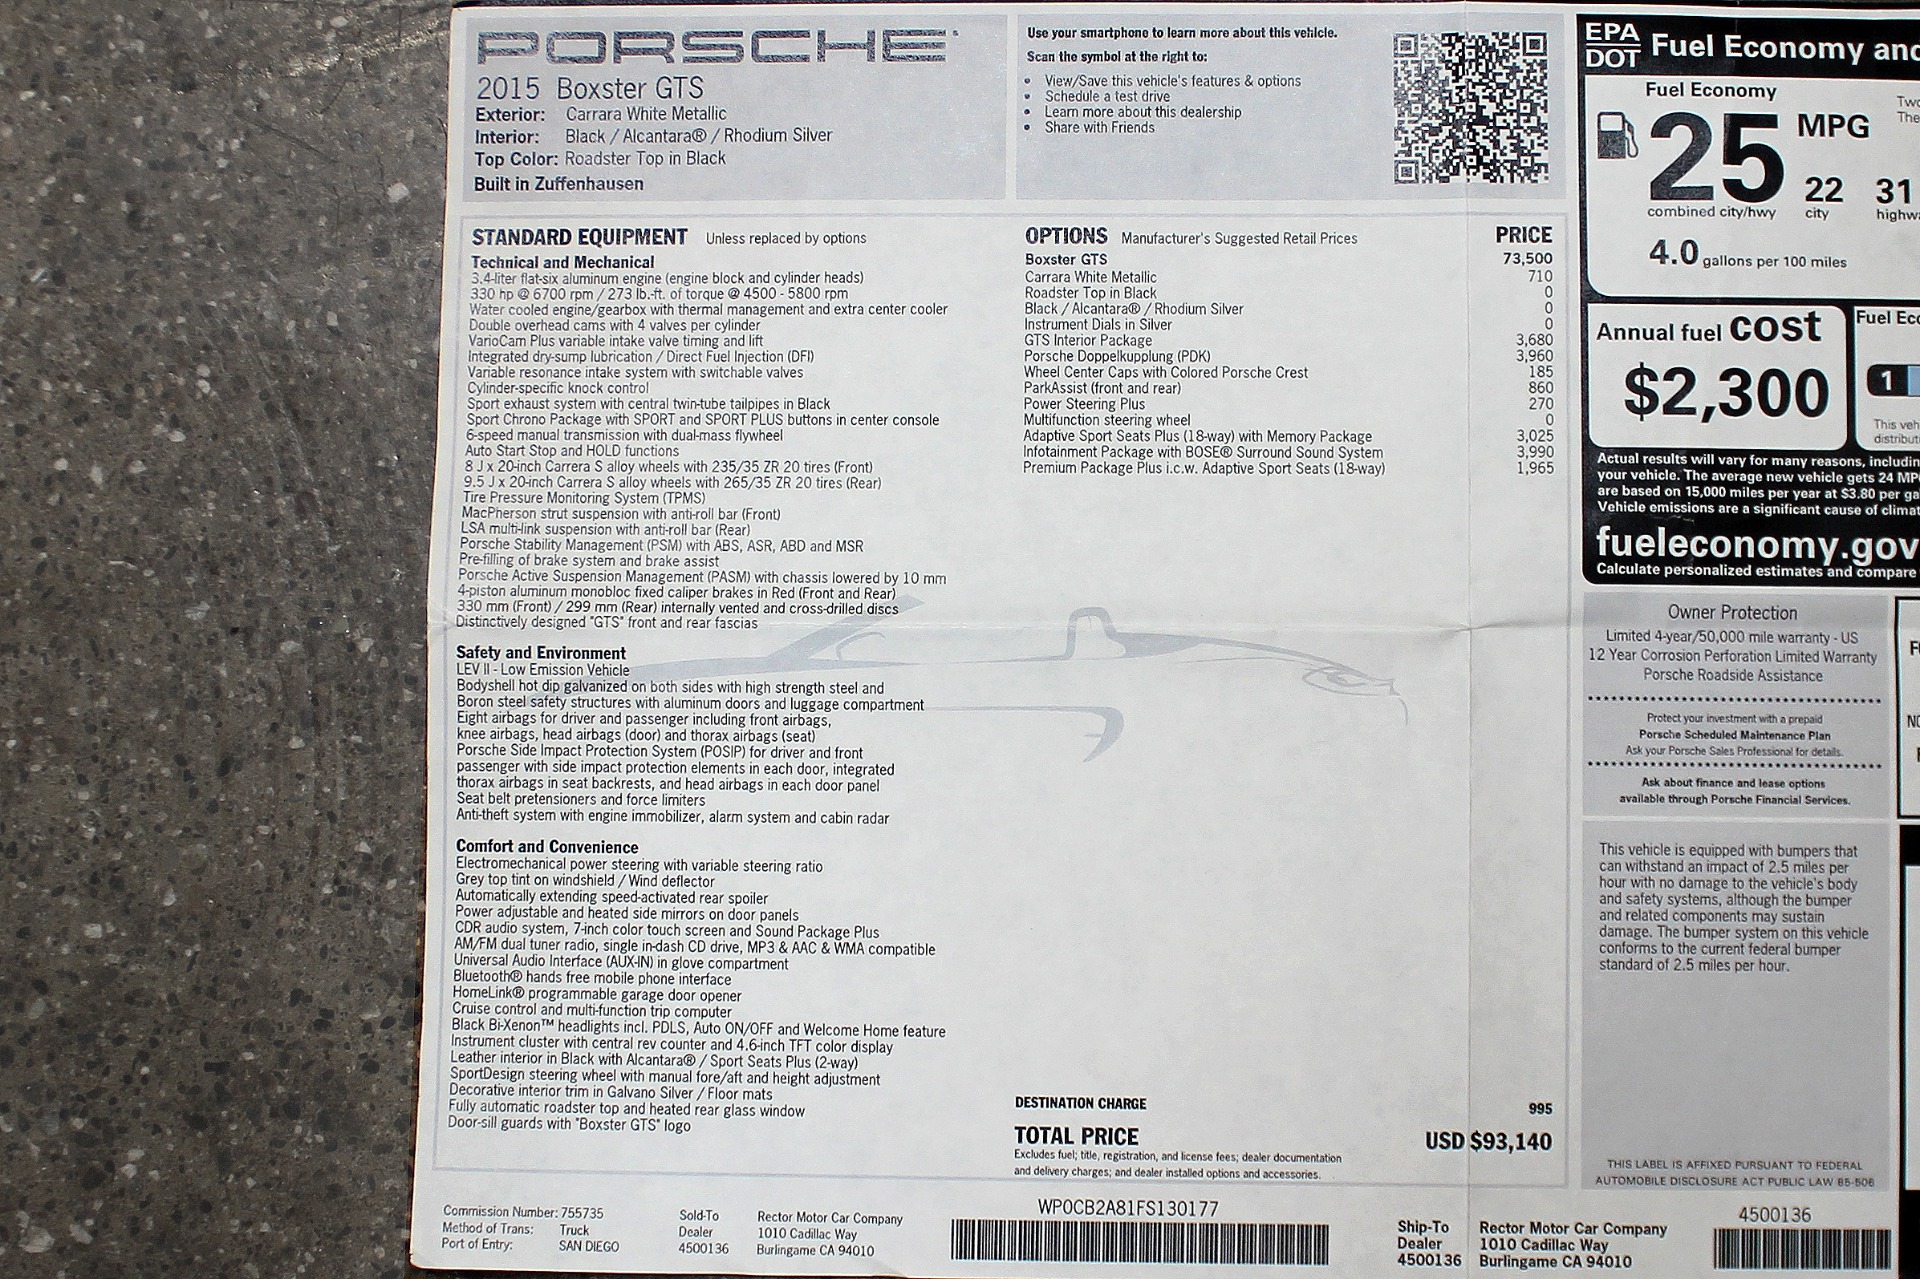 PORSCHE
2015 Boxster GTS
Exterior: Carrara White Metallic
Interior: Black / Alcantara® / Rhodium Silver
Top Color: Roadster Top in Black
Built in Zuffenhausen
Use your smartphone to learn more about this vehicle.
Scan the symbol at the right to:
• View/Save this vehicle's features & options
• Schedule a test drive
• Learn more about this dealership
• Share with Friends
STANDARD EQUIPMENT Unless replaced by options
Technical and Mechanical
3.4-liter flat-six aluminum engine (engine block and cylinder heads)
330 hp @ 6700 rpm / 273 lb.-ft. of torque @ 4500 - 5800 rpm
Water cooled engine/gearbox with thermal management and extra center cooler
Double overhead cams with 4 valves per cylinder
VarioCam Plus variable intake valve timing and lift
Integrated dry-sump lubrication / Direct Fuel Injection (DFI)
Variable resonance intake system with switchable valves
Cylinder-specific knock control
Sport exhaust system with central twin-tube tailpipes in Black
Sport Chrono Package with SPORT and SPORT PLUS buttons in center console
6-speed manual transmission with dual-mass flywheel
Auto Start Stop and HOLD functions
8 J x 20-inch Carrera S alloy wheels with 235/35 ZR 20 tires (Front)
9.5 J x 20-inch Carrera S alloy wheels with 265/35 ZR 20 tires (Rear)
Tire Pressure Monitoring System (TPMS)
MacPherson strut suspension with anti-roll bar (Front)
LSA multi-link suspension with anti-roll bar (Rear)
Porsche Stability Management (PSM) with ABS, ASR, ABD and MSR
Pre-filling of brake system and brake assist
Porsche Active Suspension Management (PASM) with chassis lowered by 10 mm
4-piston aluminum monobloc fixed caliper brakes in Red (Front and Rear)
330 mm (Front) / 299 mm (Rear) internally vented and cross-drilled discs
Distinctively designed "GTS" front and rear fascias
Safety and Environment
LEV II - Low Emission Vehicle
Bodyshell hot dip galvanized on both sides with high strength steel and
Boron steel safety structures with aluminum doors and luggage compartment
Eight airbags for driver and passenger including front airbags,
knee airbags, head airbags (door) and thorax airbags (seat)
Porsche Side Impact Protection System (POSIP) for driver and front
passenger with side impact protection elements in each door, integrated
thorax airbags in seat backrests, and head airbags in each door panel
Seat belt pretensioners and force limiters
Anti-theft system with engine immobilizer, alarm system and cabin radar
Comfort and Convenience
Electromechanical power steering with variable steering ratio
Grey top tint on windshield / Wind deflector
Automatically extending speed-activated rear spoiler
Power adjustable and heated side mirrors on door panels
CDR audio system, 7-inch color touch screen and Sound Package Plus
AM/FM dual tuner radio, single in-dash CD drive, MP3 & AAC & WMA compatible
Universal Audio Interface (AUX-IN) in glove compartment
Bluetooth® hands free mobile phone interface
HomeLink® programmable garage door opener
Cruise control and multi-function trip computer
Black Bi-Xenon™ headlights incl. PDLS, Auto ON/OFF and Welcome Home feature
Instrument cluster with central rev counter and 4.6-inch TFT color display
Leather interior in Black with Alcantara® / Sport Seats Plus (2-way)
SportDesign steering wheel with manual fore/aft and height adjustment
Decorative interior trim in Galvano Silver / Floor mats
Fully automatic roadster top and heated rear glass window
Door-sill guards with "Boxster GTS" logo
OPTIONS Manufacturer's Suggested Retail Prices PRICE
Boxster GTS 73,500
Carrara White Metallic 710
Roadster Top in Black 0
Black / Alcantara® / Rhodium Silver 0
Instrument Dials in Silver 0
GTS Interior Package 3,680
Porsche Doppelkupplung (PDK) 3,960
Wheel Center Caps with Colored Porsche Crest 185
ParkAssist (front and rear) 860
Power Steering Plus 270
Multifunction steering wheel 0
Adaptive Sport Seats Plus (18-way) with Memory Package 3,025
Infotainment Package with BOSE® Surround Sound System 3,990
Premium Package Plus i.c.w. Adaptive Sport Seats (18-way) 1,965
DESTINATION CHARGE 995
TOTAL PRICE USD $93,140
Excludes fuel; title, registration, and license fees; dealer documentation
and delivery charges; and dealer installed options and accessories.
Commission Number: 755735
Method of Trans: Truck
Port of Entry: SAN DIEGO
Sold-To Rector Motor Car Company
Dealer 1010 Cadillac Way
4500136 Burlingame CA 94010
WP0CB2A81FS130177
Ship-To Rector Motor Car Company
Dealer 1010 Cadillac Way
4500136 Burlingame CA 94010
4500136
EPA
DOT Fuel Economy and
Fuel Economy
25 MPG
22 31
combined city/hwy city highw
4.0 gallons per 100 miles
Two
The
Annual fuel cost
$2,300
Fuel Eco
1
This veh
distribut
Actual results will vary for many reasons, includin
your vehicle. The average new vehicle gets 24 MP
are based on 15,000 miles per year at $3.80 per ga
Vehicle emissions are a significant cause of climat
fueleconomy.gov
Calculate personalized estimates and compare
Owner Protection
Limited 4-year/50,000 mile warranty - US
12 Year Corrosion Perforation Limited Warranty
Porsche Roadside Assistance
Protect your investment with a prepaid
Porsche Scheduled Maintenance Plan
Ask your Porsche Sales Professional for details.
Ask about finance and lease options
available through Porsche Financial Services.
This vehicle is equipped with bumpers that
can withstand an impact of 2.5 miles per
hour with no damage to the vehicle's body
and safety systems, although the bumper
and related components may sustain
damage. The bumper system on this vehicle
conforms to the current federal bumper
standard of 2.5 miles per hour.
THIS LABEL IS AFFIXED PURSUANT TO FEDERAL
AUTOMOBILE DISCLOSURE ACT PUBLIC LAW 85-506